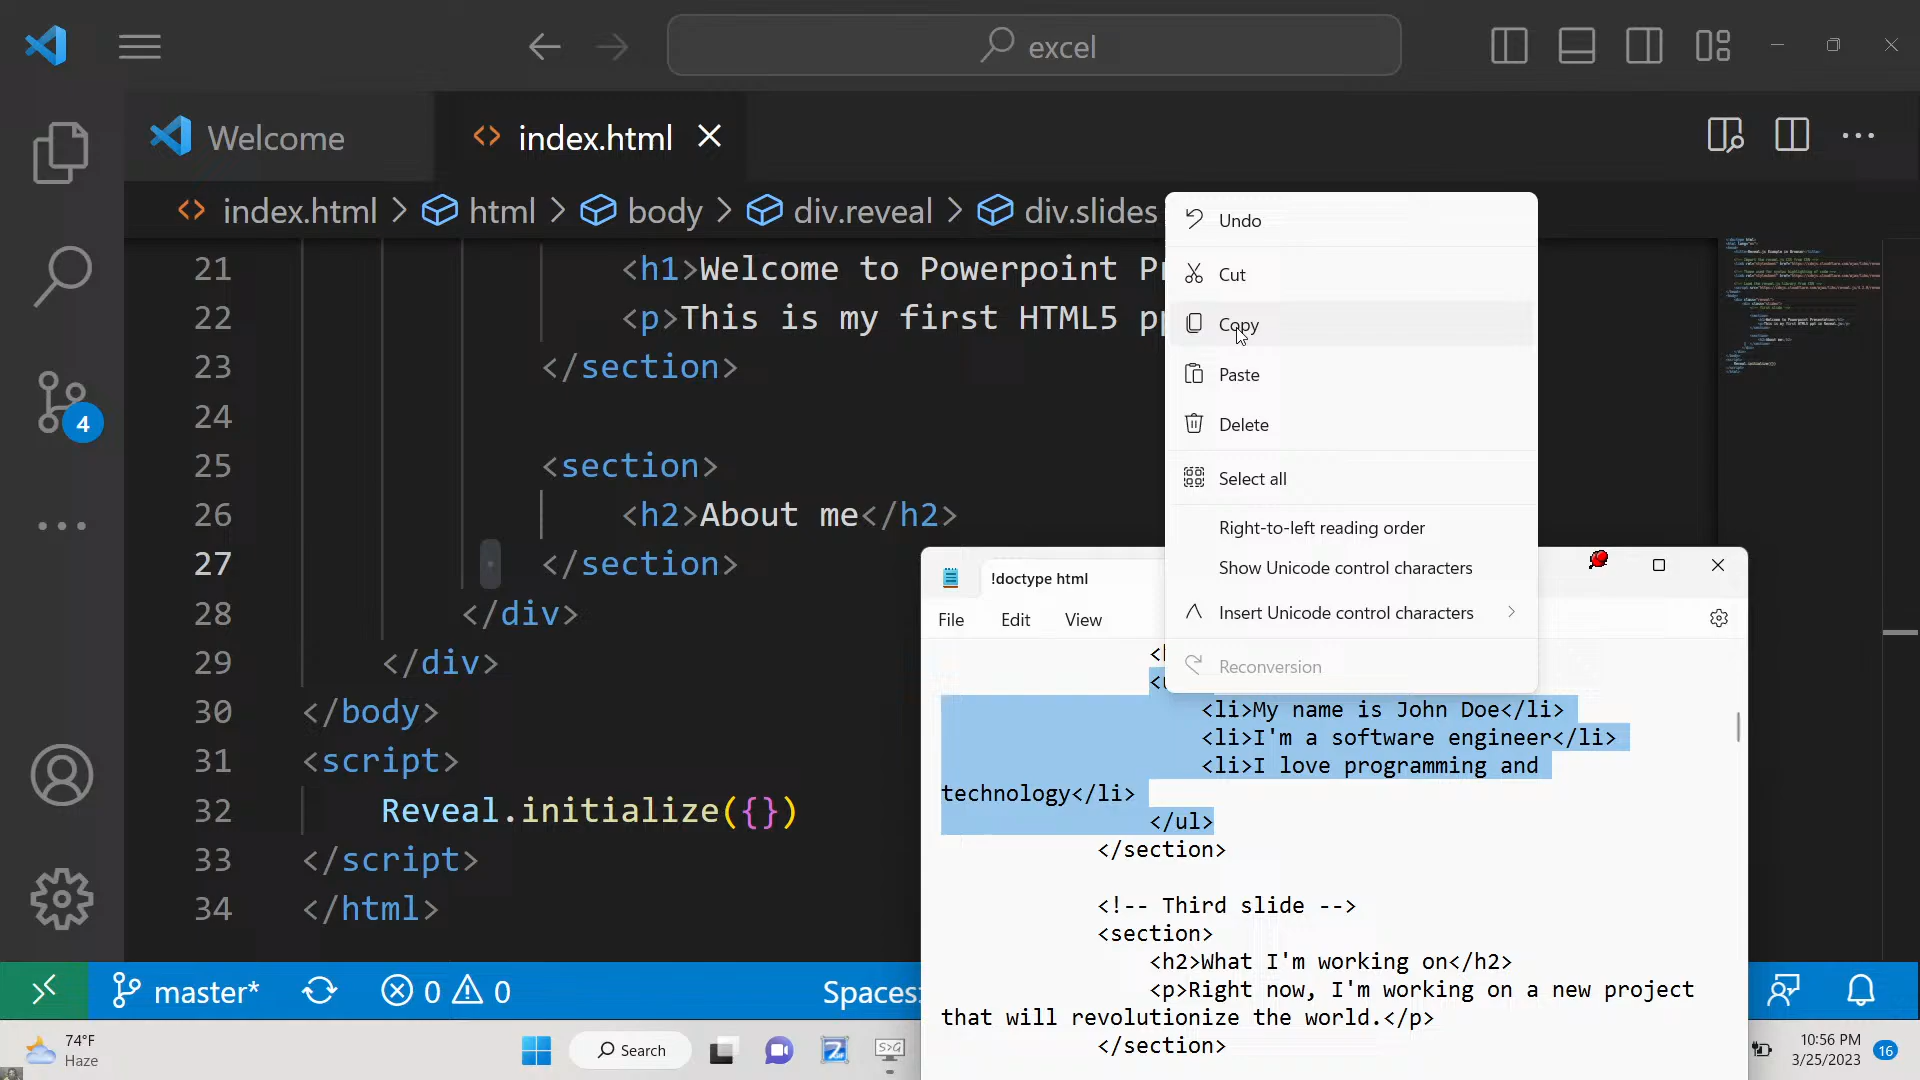 excel
Welcome
index.html
index.html > html > body > div.reveal > div.slides
21 <h1>Welcome to Powerpoint
22 <p>This is my first HTML5
23 </section>
24
25 <section>
26 <h2>About me</h2>
27 </section>
28 </div>
29 </div>
30 </body>
31 <script>
32 Reveal.initialize({})
33 </script>
34 </html>
4
Undo
Cut
Copy
Paste
Delete
Select all
Right-to-left reading order
Show Unicode control characters
Insert Unicode control characters
Reconversion
!doctype html
File Edit View
<li>My name is John Doe</li>
<li>I'm a software engineer</li>
<li>I love programming and
technology</li>
</ul>
</section>
<!-- Third slide -->
<section>
<h2>What I'm working on</h2>
<p>Right now, I'm working on a new project
that will revolutionize the world.</p>
</section>
master* 0 0 Spaces:
74°F
Haze
Search
10:56 PM
3/25/2023
16